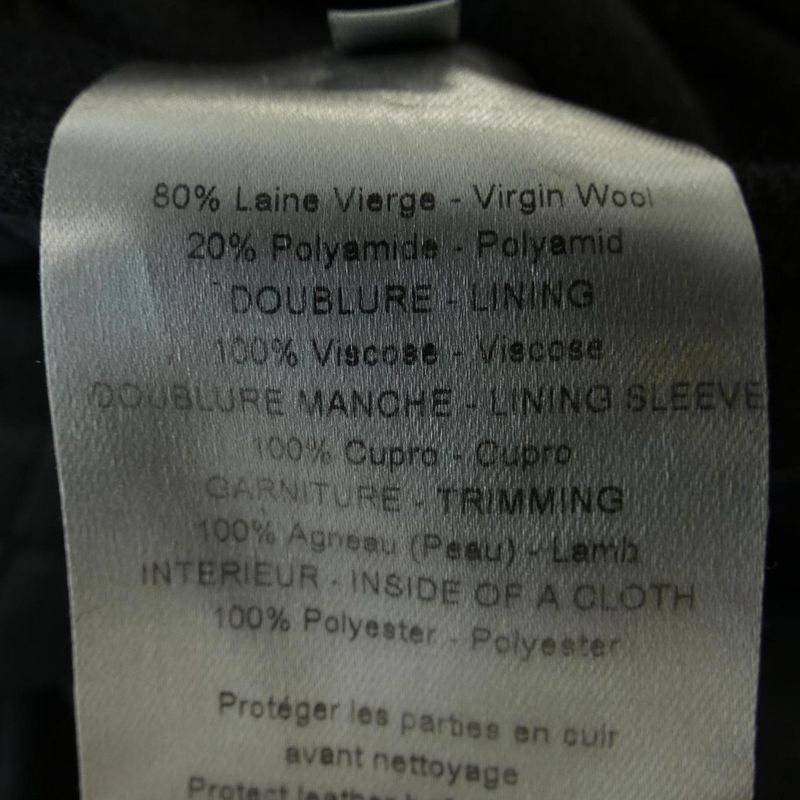 80% Laine Vierge - Virgin Wool
20% Polyamide - Polyamid
DOUBLURE - LINING
100% Viscose - Viscose
DOUBLURE MANCHE - LINING SLEEVE
100% Cupro - Cupro
GARNITURE - TRIMMING
100% Agneau (Peau) - Lamb
INTERIEUR - INSIDE OF A CLOTH
100% Polyester - Polyester
Protéger les parties en cuir
avant nettoyage
Protect leather